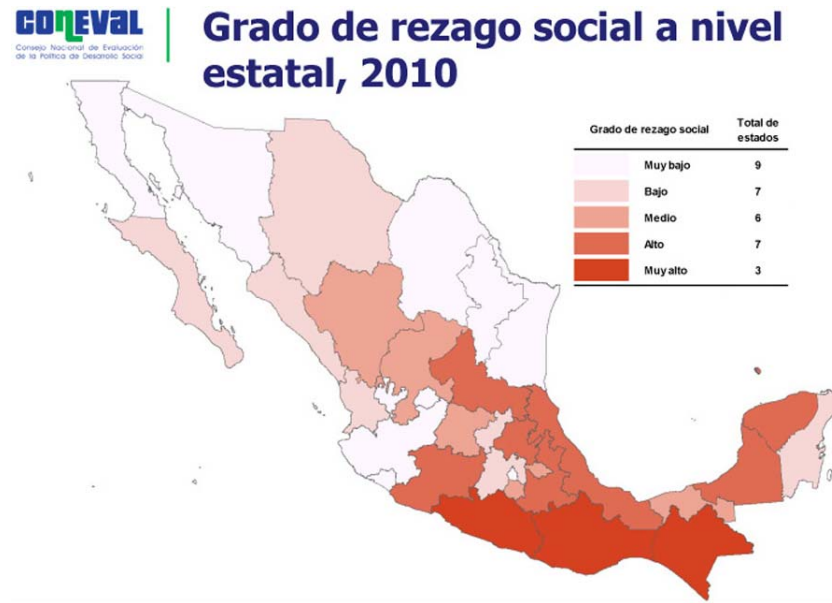 CONEVAL
Consejo Nacional de Evaluación
de la Política de Desarrollo Social
Grado de rezago social a nivel
estatal, 2010
Grado de rezago social Total de
estados
Muy bajo 9
Bajo 7
Medio 6
Alto 7
Muy alto 3